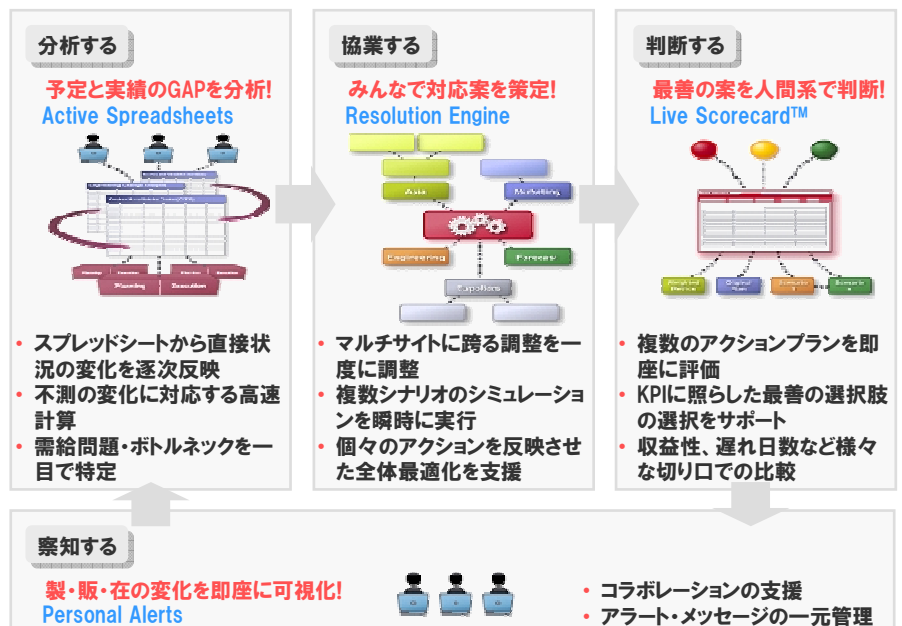 分析する
予定と実績のGAPを分析!
Active Spreadsheets
Planning
Execution
・ スプレッドシートから直接状
況の変化を逐次反映
・ 不測の変化に対応する高速
計算
・ 需給問題・ボトルネックを一
目で特定
協業する
みんなで対応案を策定!
Resolution Engine
Asia
Marketing
Engineering
Forecast
Suppliers
・ マルチサイトに跨る調整を一
度に調整
・ 複数シナリオのシミュレーショ
ンを瞬時に実行
・ 個々のアクションを反映させ
た全体最適化を支援
判断する
最善の案を人間系で判断!
Live Scorecard™
・ 複数のアクションプランを即
座に評価
・ KPIに照らした最善の選択肢
の選択をサポート
・ 収益性、遅れ日数など様々
な切り口での比較
察知する
製・販・在の変化を即座に可視化!
Personal Alerts
・ コラボレーションの支援
・ アラート・メッセージの一元管理